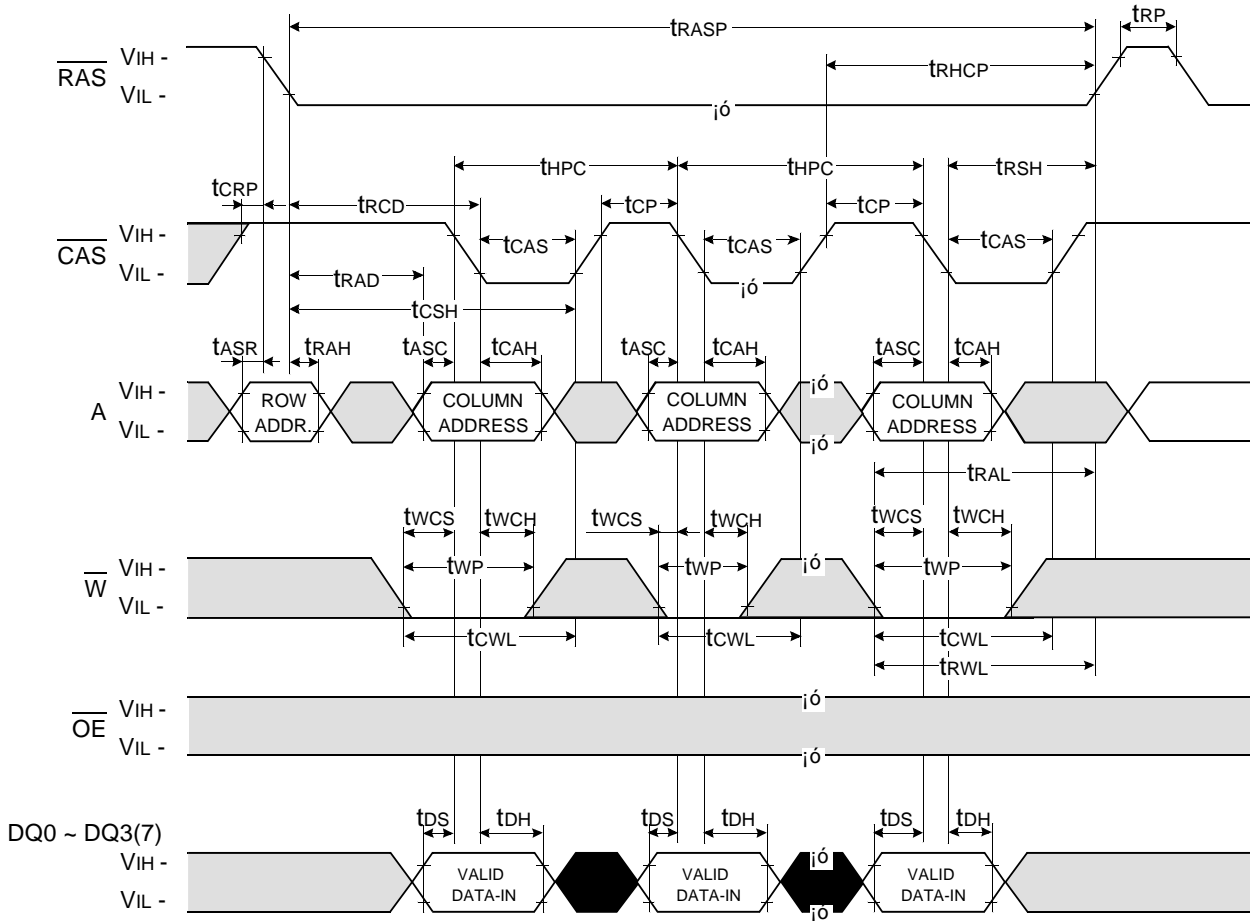 tRASP
tRP
RAS
VIH -
VIL -
tRHCP
¡ó
tHPC
tHPC
tRSH
tCRP
tRCD
tCP
tCP
CAS
VIH -
VIL -
tCAS
tCAS
tCAS
tRAD
¡ó
tCSH
tASR
tRAH
tASC
tCAH
tASC
tCAH
tASC
tCAH
A
VIH -
VIL -
ROW
ADDR.
COLUMN
ADDRESS
COLUMN
ADDRESS
¡ó
¡ó
COLUMN
ADDRESS
tRAL
tWCS
tWCH
tWCS
tWCH
tWCS
tWCH
W
VIH -
VIL -
tWP
tWP
¡ó
tWP
tCWL
tCWL
tCWL
tRWL
OE
VIH -
VIL -
¡ó
¡ó
tDS
tDH
tDS
tDH
tDS
tDH
DQ0 ~ DQ3(7)
VIH -
VIL -
VALID
DATA-IN
VALID
DATA-IN
¡ó
¡ó
VALID
DATA-IN